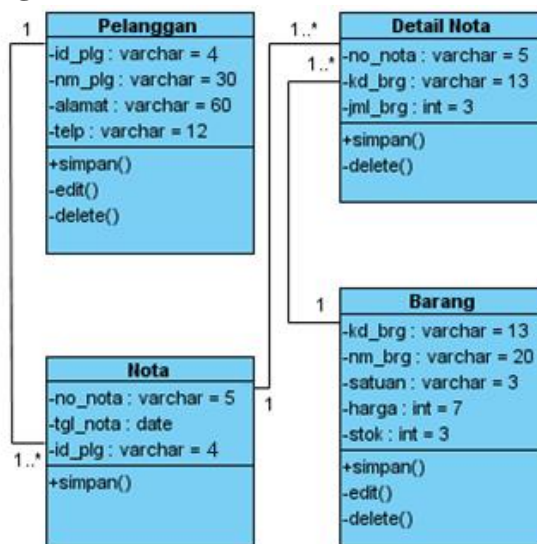 1
Pelanggan
-id_plg : varchar = 4
-nm_plg : varchar = 30
-alamat : varchar = 60
-telp : varchar = 12
+simpan()
-edit()
-delete()
1..*
1..*
Detail Nota
-no_nota : varchar = 5
-kd_brg : varchar = 13
-jml_brg : int = 3
+simpan()
-delete()
Nota
-no_nota : varchar = 5
-tgl_nota : date
-id_plg : varchar = 4
+simpan()
1..*
1
1
Barang
-kd_brg : varchar = 13
-nm_brg : varchar = 20
-satuan : varchar = 3
-harga : int = 7
-stok : int = 3
+simpan()
-edit()
-delete()